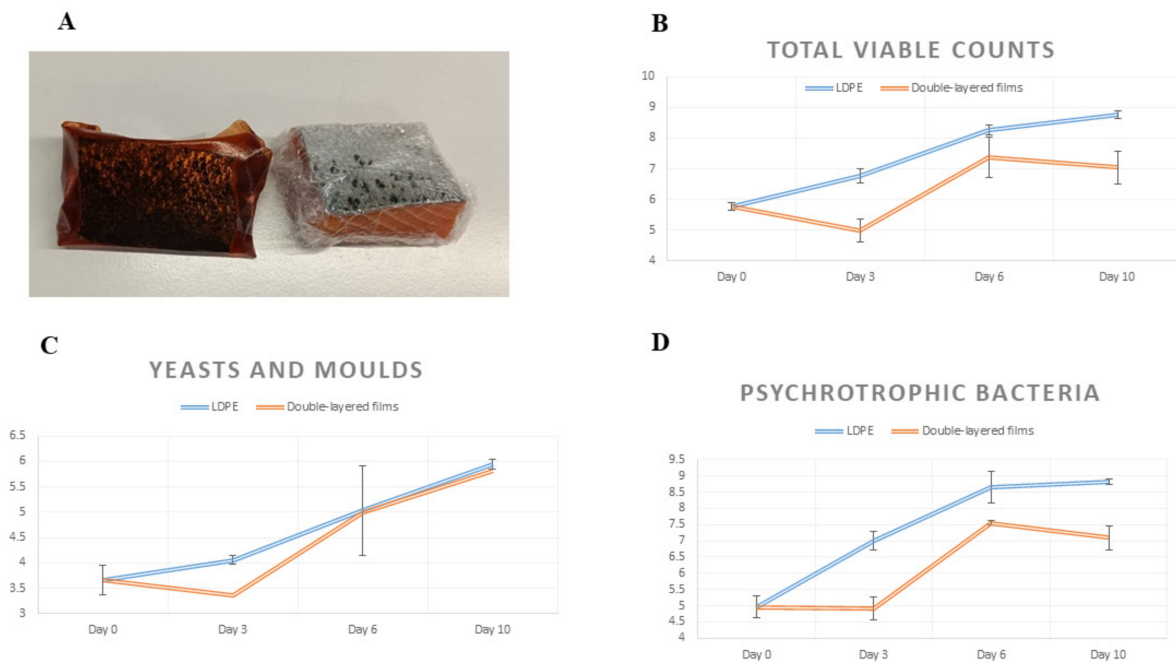 A
B
TOTAL VIABLE COUNTS
LDPE Double-layered films
10
9
8
7
6
5
4
Day 0 Day 3 Day 6 Day 10
C
YEASTS AND MOULDS
LDPE Double-layered films
6.5
6
5.5
5
4.5
4
3.5
3
Day 0 Day 3 Day 6 Day 10
D
PSYCHROTROPHIC BACTERIA
LDPE Double-layered films
9.5
9
8.5
8
7.5
7
6.5
6
5.5
5
4.5
4
Day 0 Day 3 Day 6 Day 10